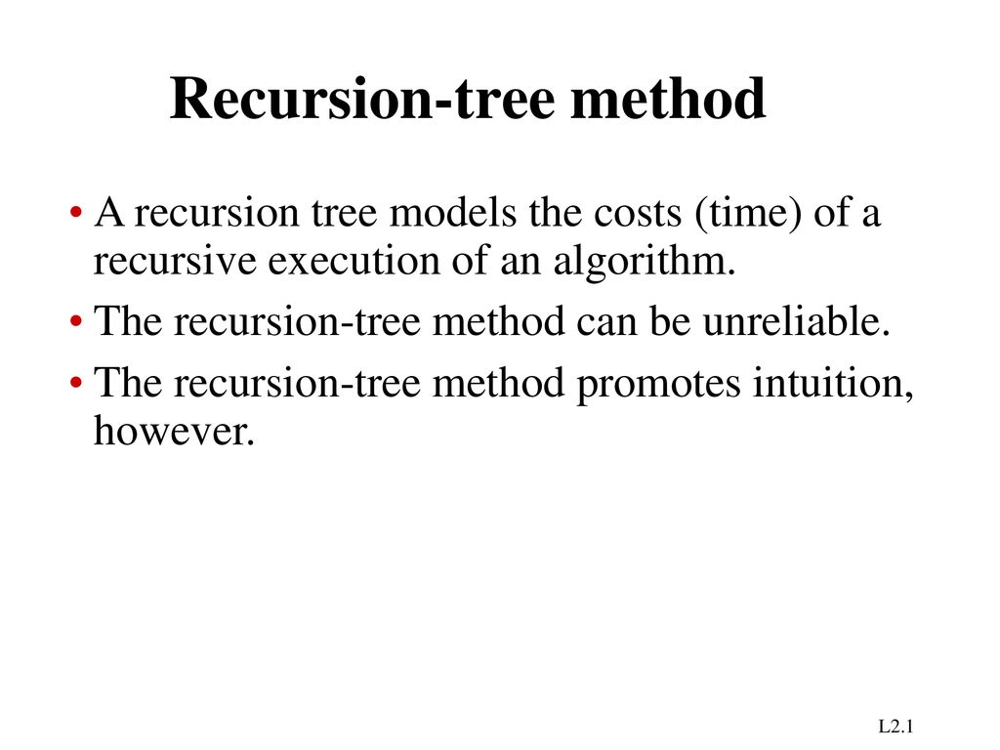 Recursion-tree method
• A recursion tree models the costs (time) of a
recursive execution of an algorithm.
• The recursion-tree method can be unreliable.
• The recursion-tree method promotes intuition,
however.
L2.1